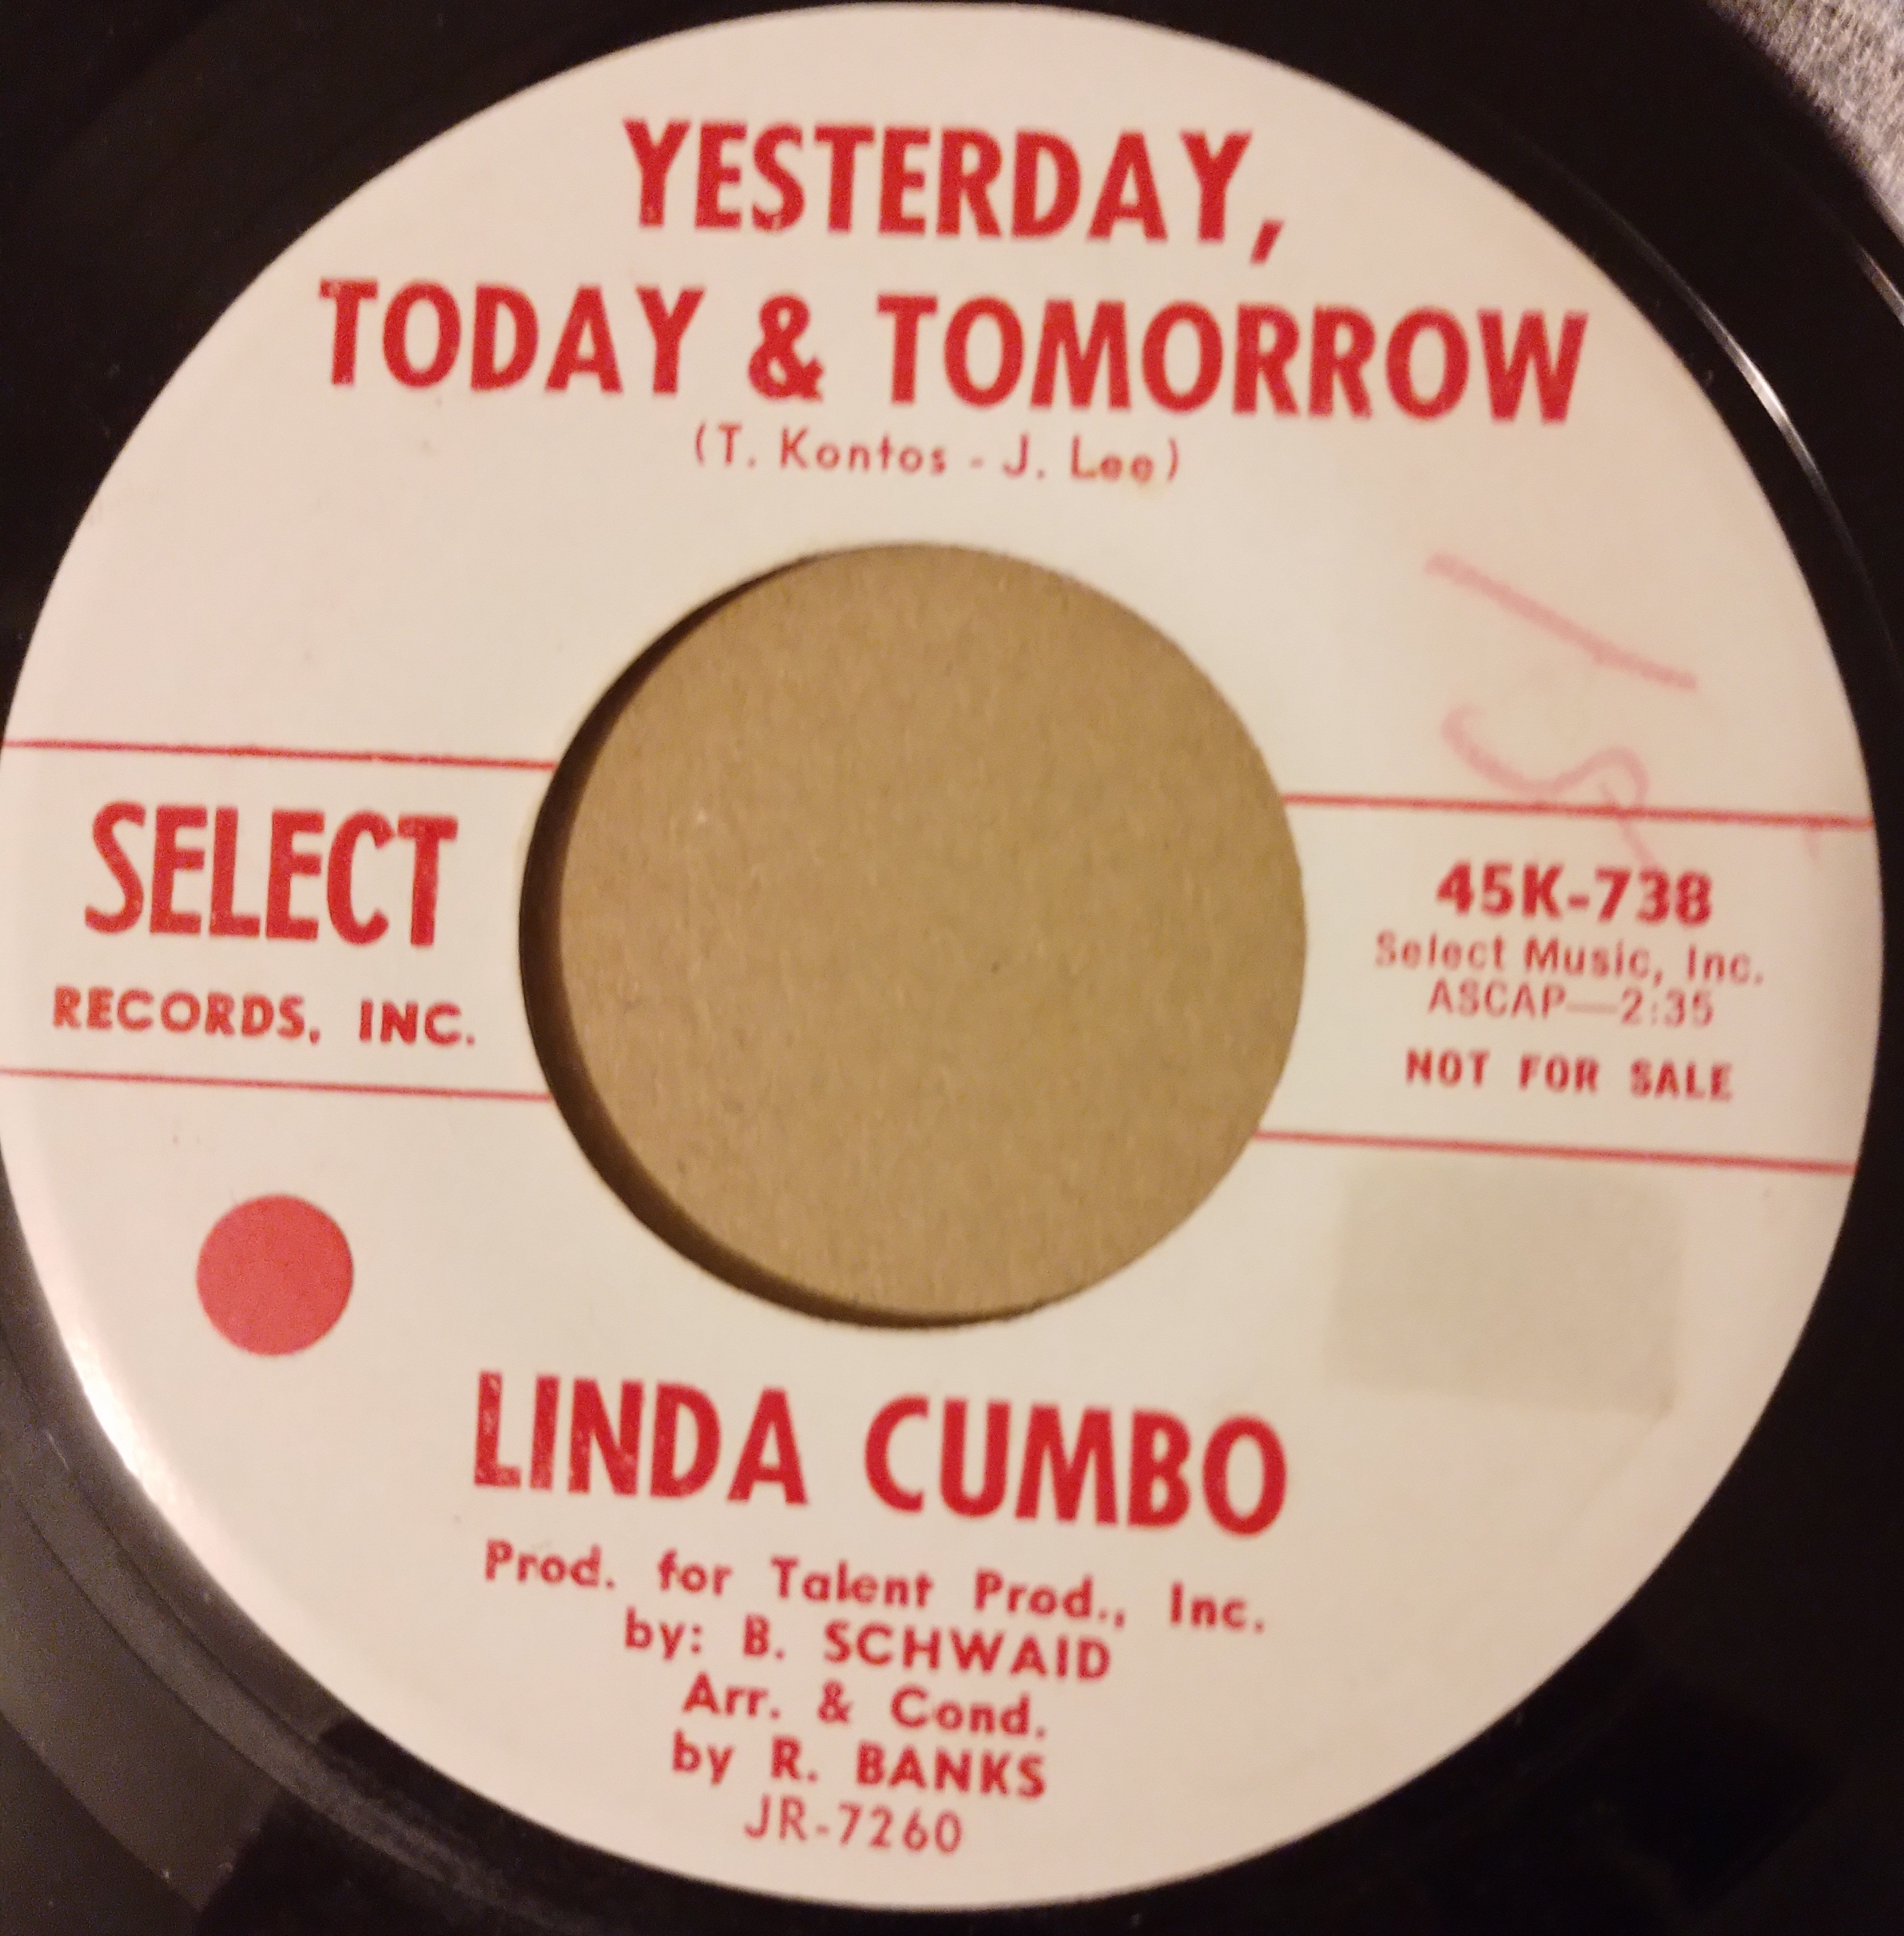 YESTERDAY,
TODAY & TOMORROW
(T. Kontos - J. Lee)
SELECT
RECORDS, INC.
45K-738
Select Music, Inc.
ASCAP—2:35
NOT FOR SALE
LINDA CUMBO
Prod. for Talent Prod., Inc.
by: B. SCHWAID
Arr. & Cond.
by R. BANKS
JR-7260